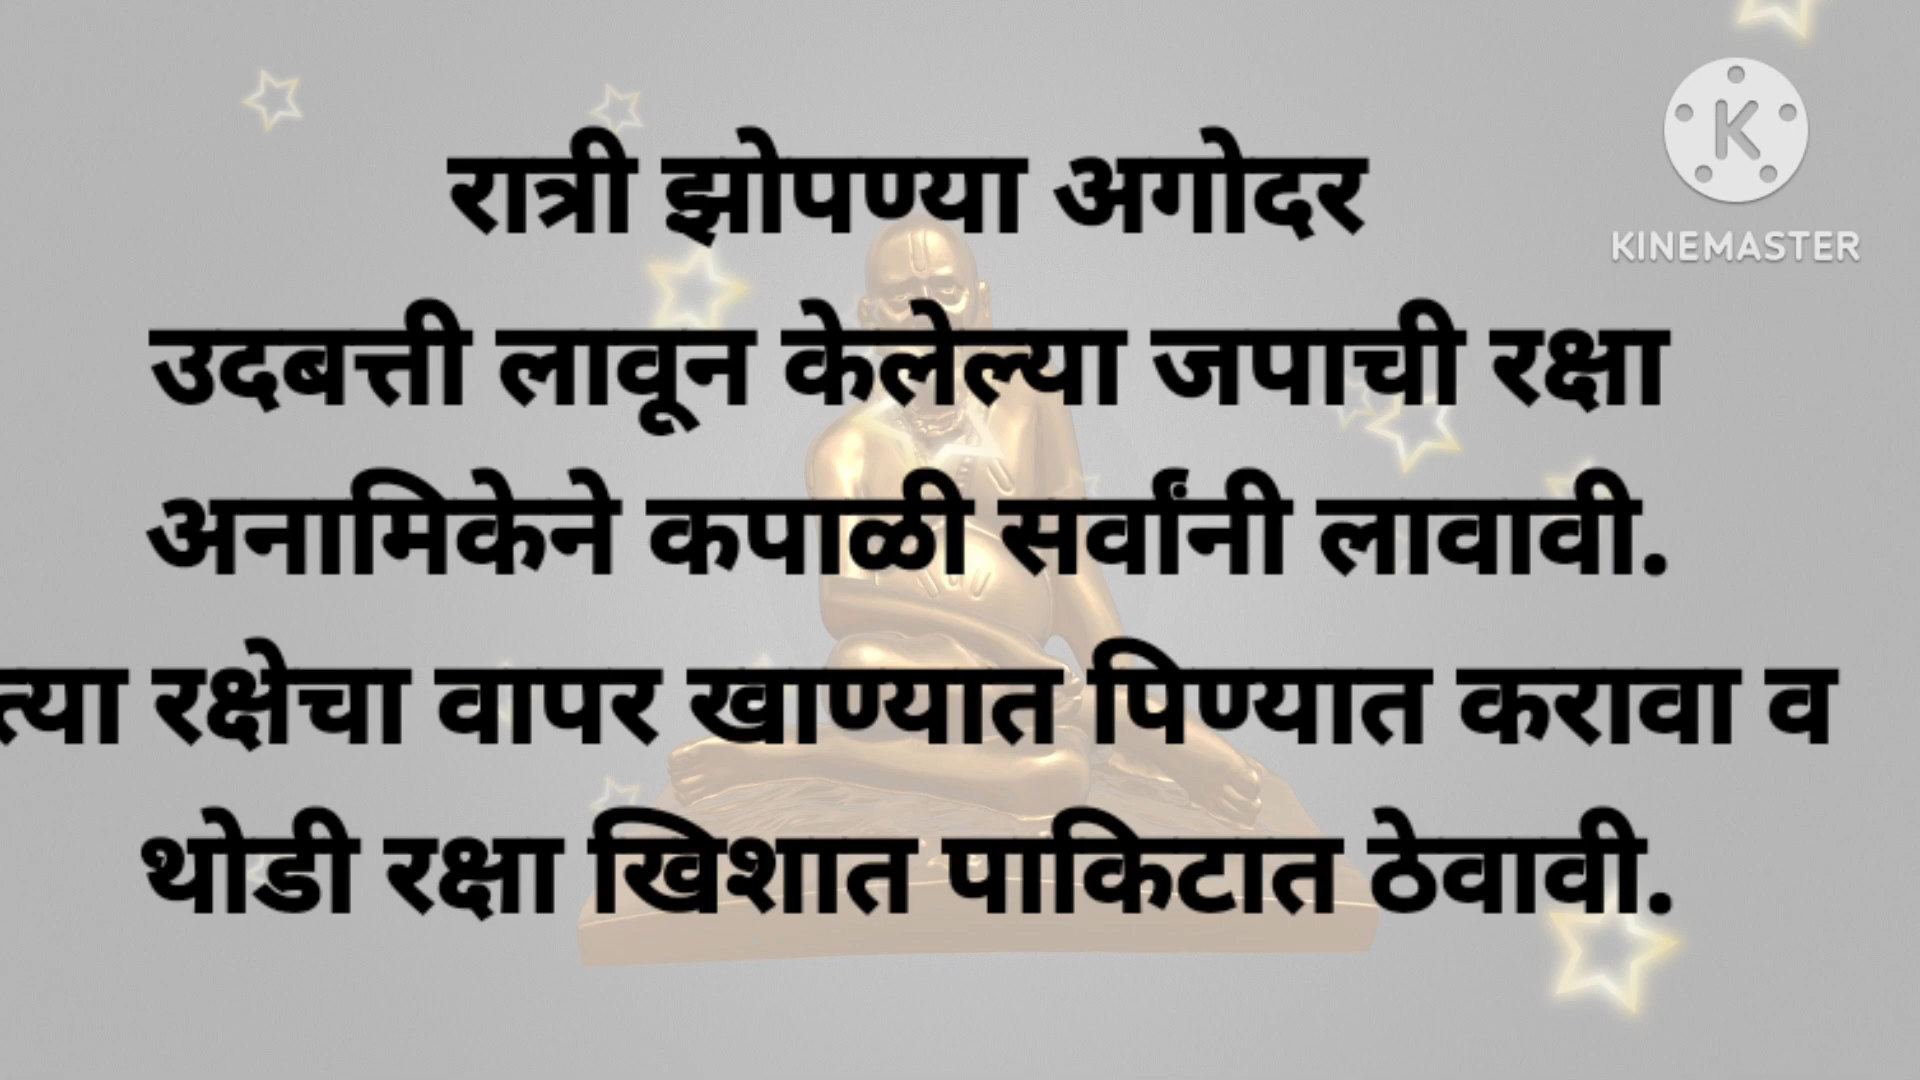 रात्री झोपण्या अगोदर
उदबत्ती लावून केलेल्या जपाची रक्षा
अनामिकेने कपाळी सर्वांनी लावावी.
त्या रक्षेचा वापर खाण्यात पिण्यात करावा व
थोडी रक्षा खिशात पाकिटात ठेवावी.
K
KINEMASTER